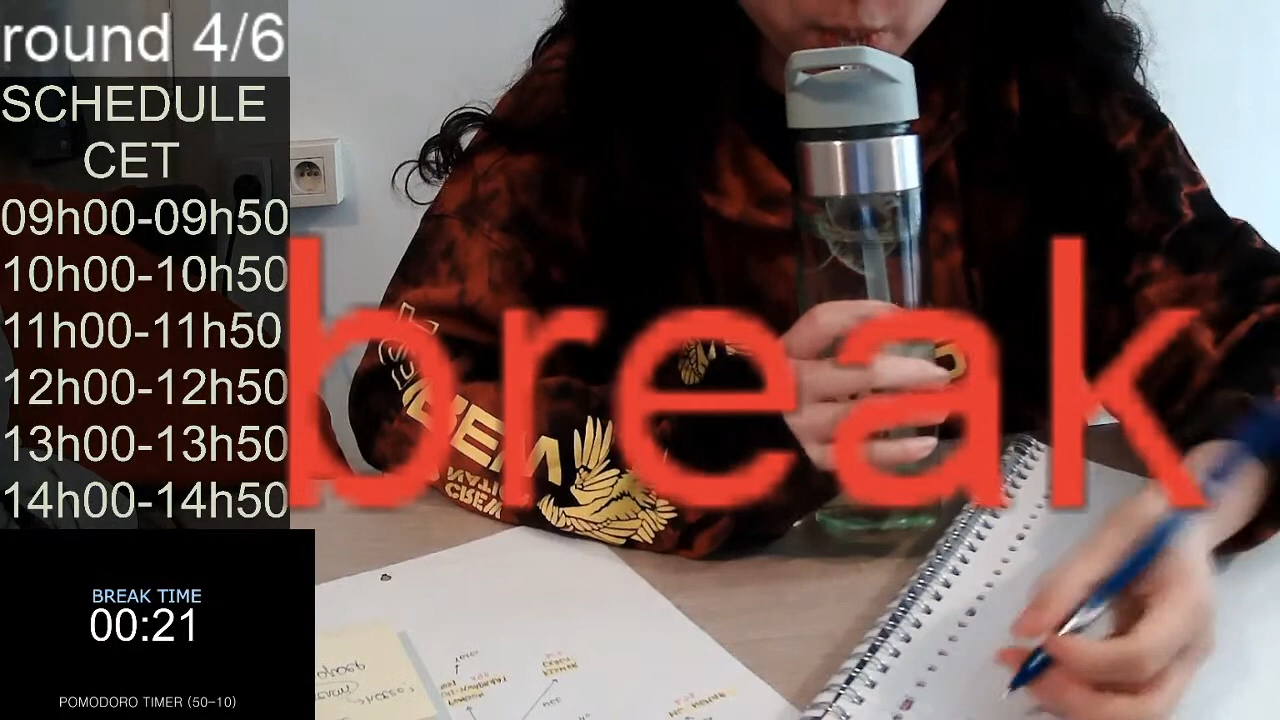 round 4/6
SCHEDULE
CET
09h00-09h50
10h00-10h50
11h00-11h50
12h00-12h50
13h00-13h50
14h00-14h50
break
BREAK TIME
00:21
POMODORO TIMER (50-10)